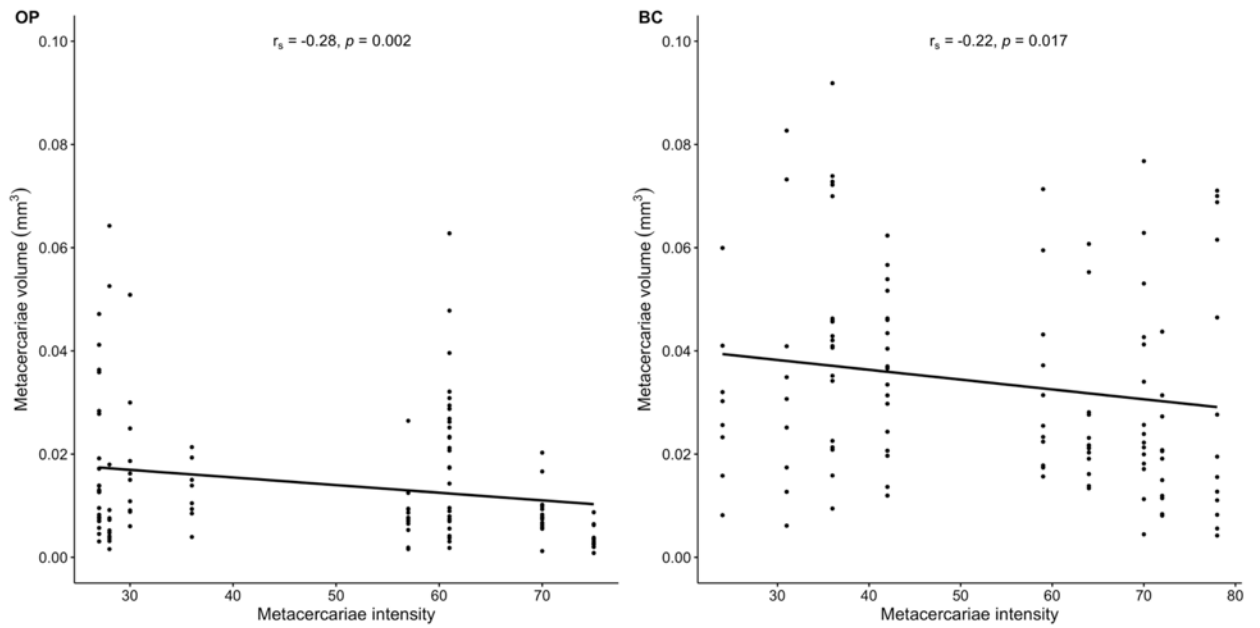 OP
r_s = -0.28, p = 0.002
Metacercariae volume (mm³)
0.10
0.08
0.06
0.04
0.02
0.00
30 40 50 60 70
Metacercariae intensity
BC
r_s = -0.22, p = 0.017
Metacercariae volume (mm³)
0.10
0.08
0.06
0.04
0.02
0.00
30 40 50 60 70 80
Metacercariae intensity